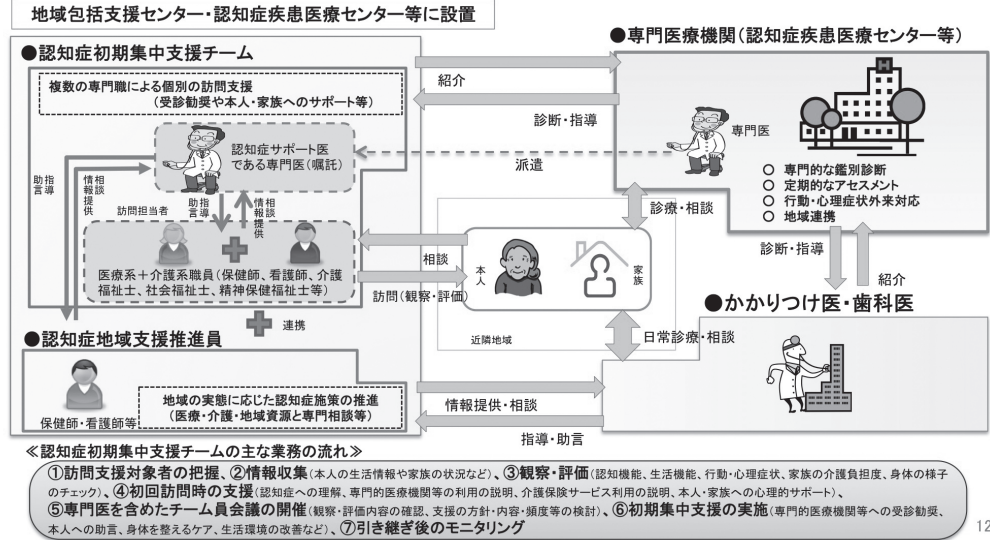 地域包括支援センター・認知症疾患医療センター等に設置
●認知症初期集中支援チーム
複数の専門職による個別の訪問支援
(受診勧奨や本人・家族へのサポート等)
認知症サポート医
である専門医(嘱託)
指導
助言
相談
情報提供
訪問担当者
指導
助言
相談
情報提供
医療系+介護系職員(保健師、看護師、介護
福祉士、社会福祉士、精神保健福祉士等)
連携
●認知症地域支援推進員
保健師・看護師等
地域の実態に応じた認知症施策の推進
(医療・介護・地域資源と専門相談等)
紹介
診断・指導
派遣
相談
訪問(観察・評価)
本人
家族
近隣地域
診療・相談
日常診療・相談
情報提供・相談
指導・助言
●専門医療機関(認知症疾患医療センター等)
専門医
H
○ 専門的な鑑別診断
○ 定期的なアセスメント
○ 行動・心理症状外来対応
○ 地域連携
診断・指導
紹介
●かかりつけ医・歯科医
≪認知症初期集中支援チームの主な業務の流れ≫
①訪問支援対象者の把握、②情報収集(本人の生活情報や家族の状況など)、③観察・評価(認知機能、生活機能、行動・心理症状、家族の介護負担度、身体の様子
のチェック)、④初回訪問時の支援(認知症への理解、専門的医療機関等の利用の説明、介護保険サービス利用の説明、本人・家族への心理的サポート)、
⑤専門医を含めたチーム員会議の開催(観察・評価内容の確認、支援の方針・内容・頻度等の検討)、⑥初期集中支援の実施(専門的医療機関等への受診勧奨、
本人への助言、身体を整えるケア、生活環境の改善など)、⑦引き継ぎ後のモニタリング
12